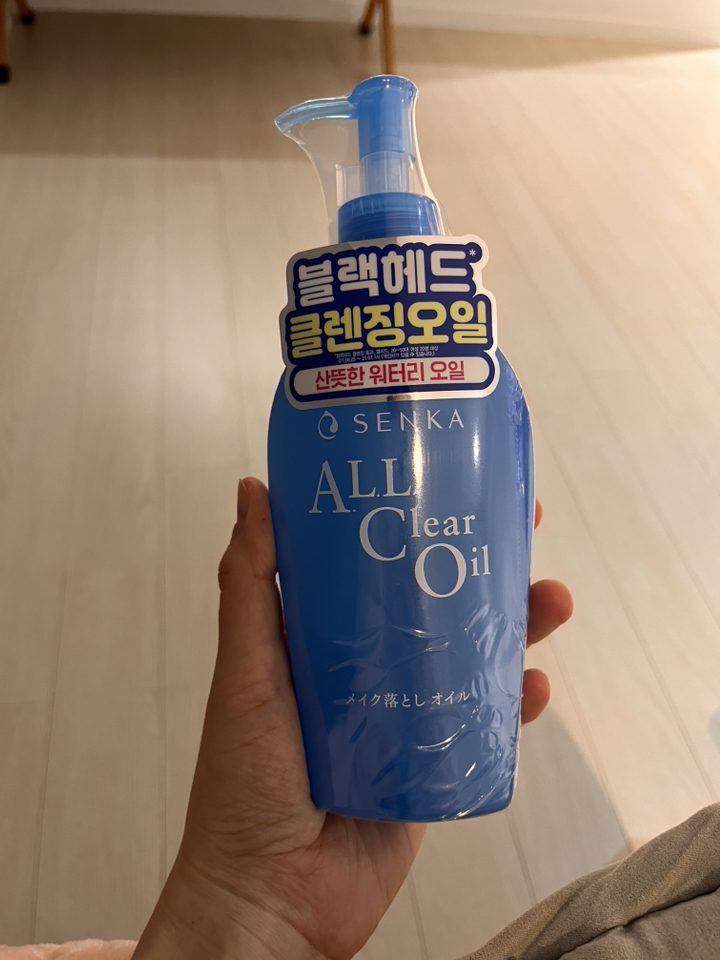 블랙헤드*
클렌징오일
산뜻한 워터리 오일
SENKA
A.L.L.
Clear
Oil
メイク落とし オイル